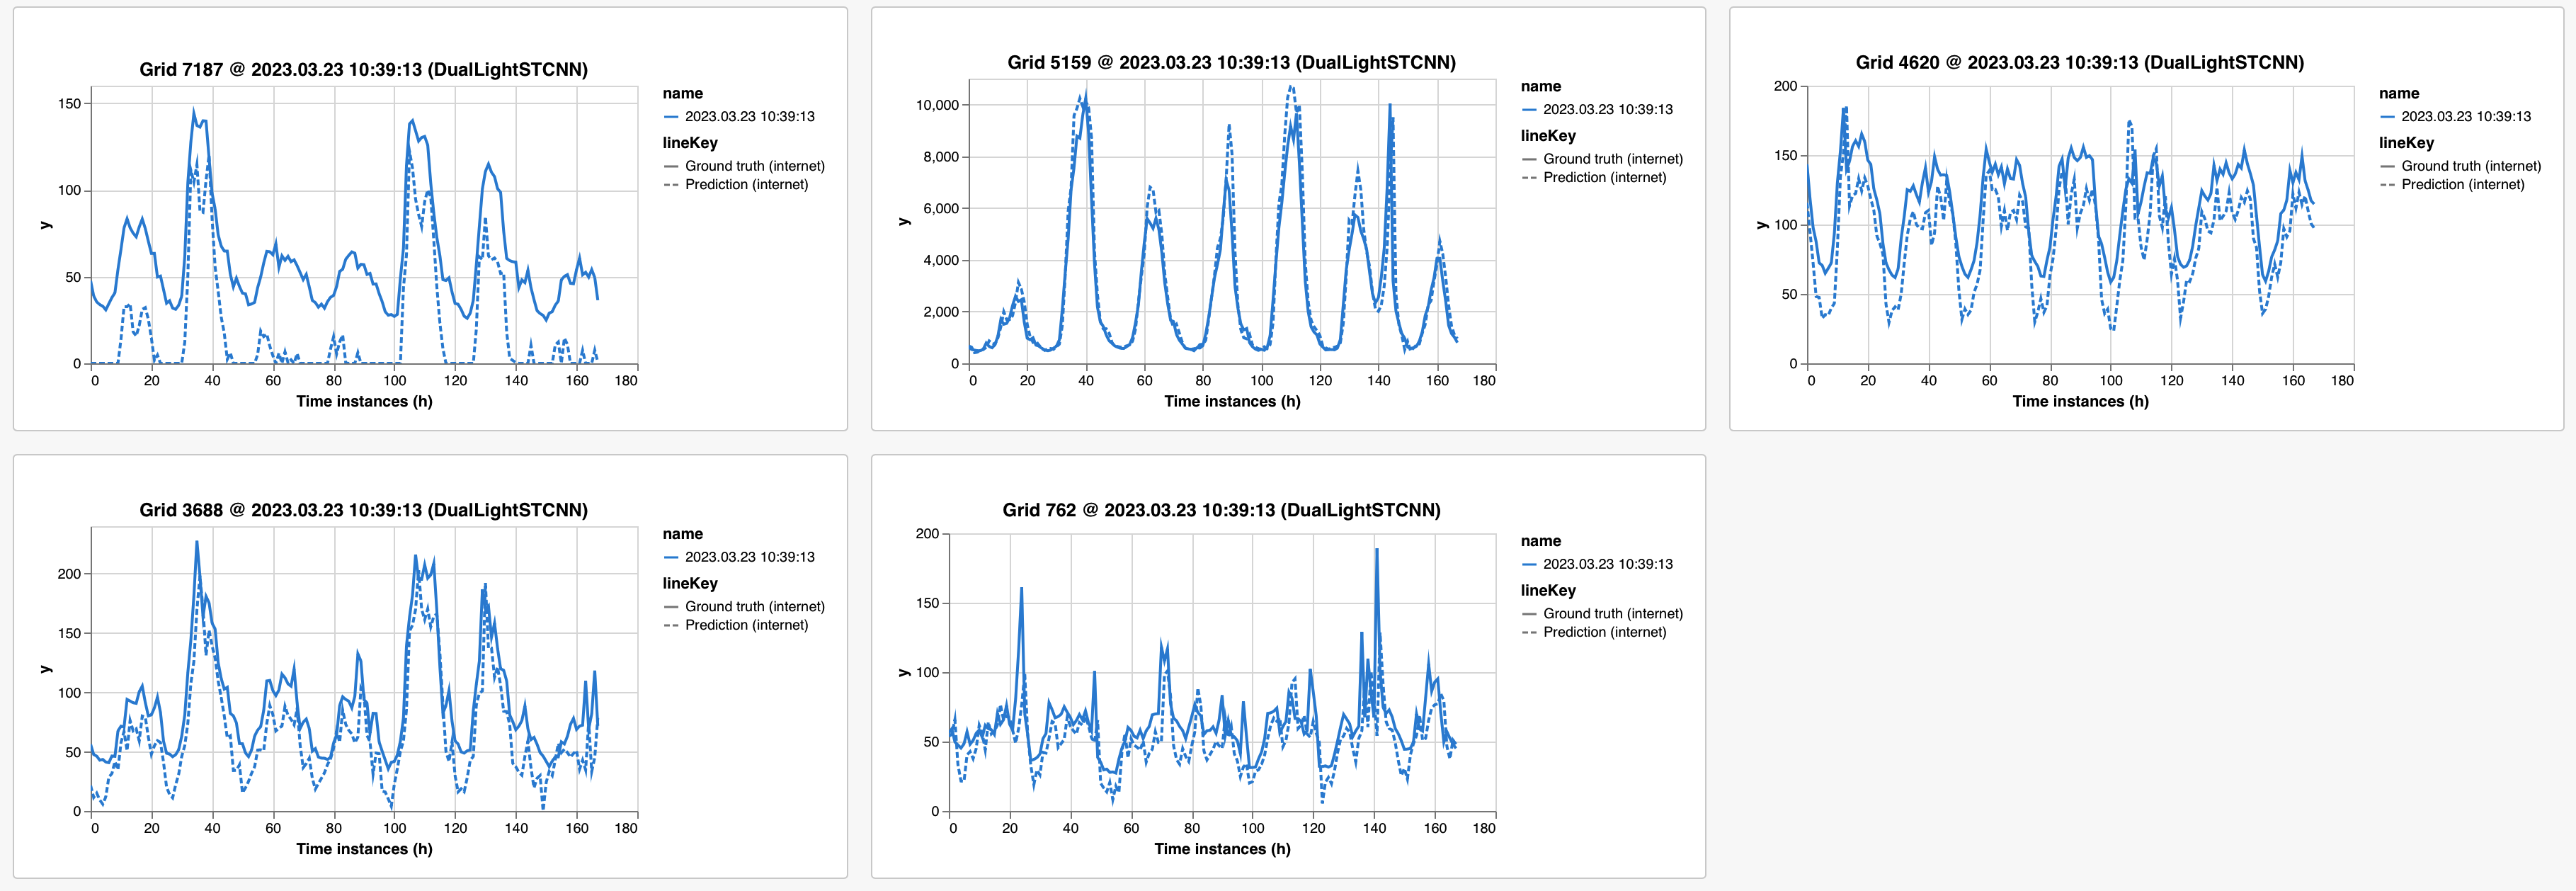 Grid 7187 @ 2023.03.23 10:39:13 (DualLightSTCNN)
name
2023.03.23 10:39:13
lineKey
Ground truth (internet)
Prediction (internet)
y
150
100
50
0
0 20 40 60 80 100 120 140 160 180
Time instances (h)
Grid 5159 @ 2023.03.23 10:39:13 (DualLightSTCNN)
name
2023.03.23 10:39:13
lineKey
Ground truth (internet)
Prediction (internet)
y
10,000
8,000
6,000
4,000
2,000
0
0 20 40 60 80 100 120 140 160 180
Time instances (h)
Grid 4620 @ 2023.03.23 10:39:13 (DualLightSTCNN)
name
2023.03.23 10:39:13
lineKey
Ground truth (internet)
Prediction (internet)
y
200
150
100
50
0
0 20 40 60 80 100 120 140 160 180
Time instances (h)
Grid 3688 @ 2023.03.23 10:39:13 (DualLightSTCNN)
name
2023.03.23 10:39:13
lineKey
Ground truth (internet)
Prediction (internet)
y
200
150
100
50
0
0 20 40 60 80 100 120 140 160 180
Time instances (h)
Grid 762 @ 2023.03.23 10:39:13 (DualLightSTCNN)
name
2023.03.23 10:39:13
lineKey
Ground truth (internet)
Prediction (internet)
y
200
150
100
50
0
0 20 40 60 80 100 120 140 160 180
Time instances (h)